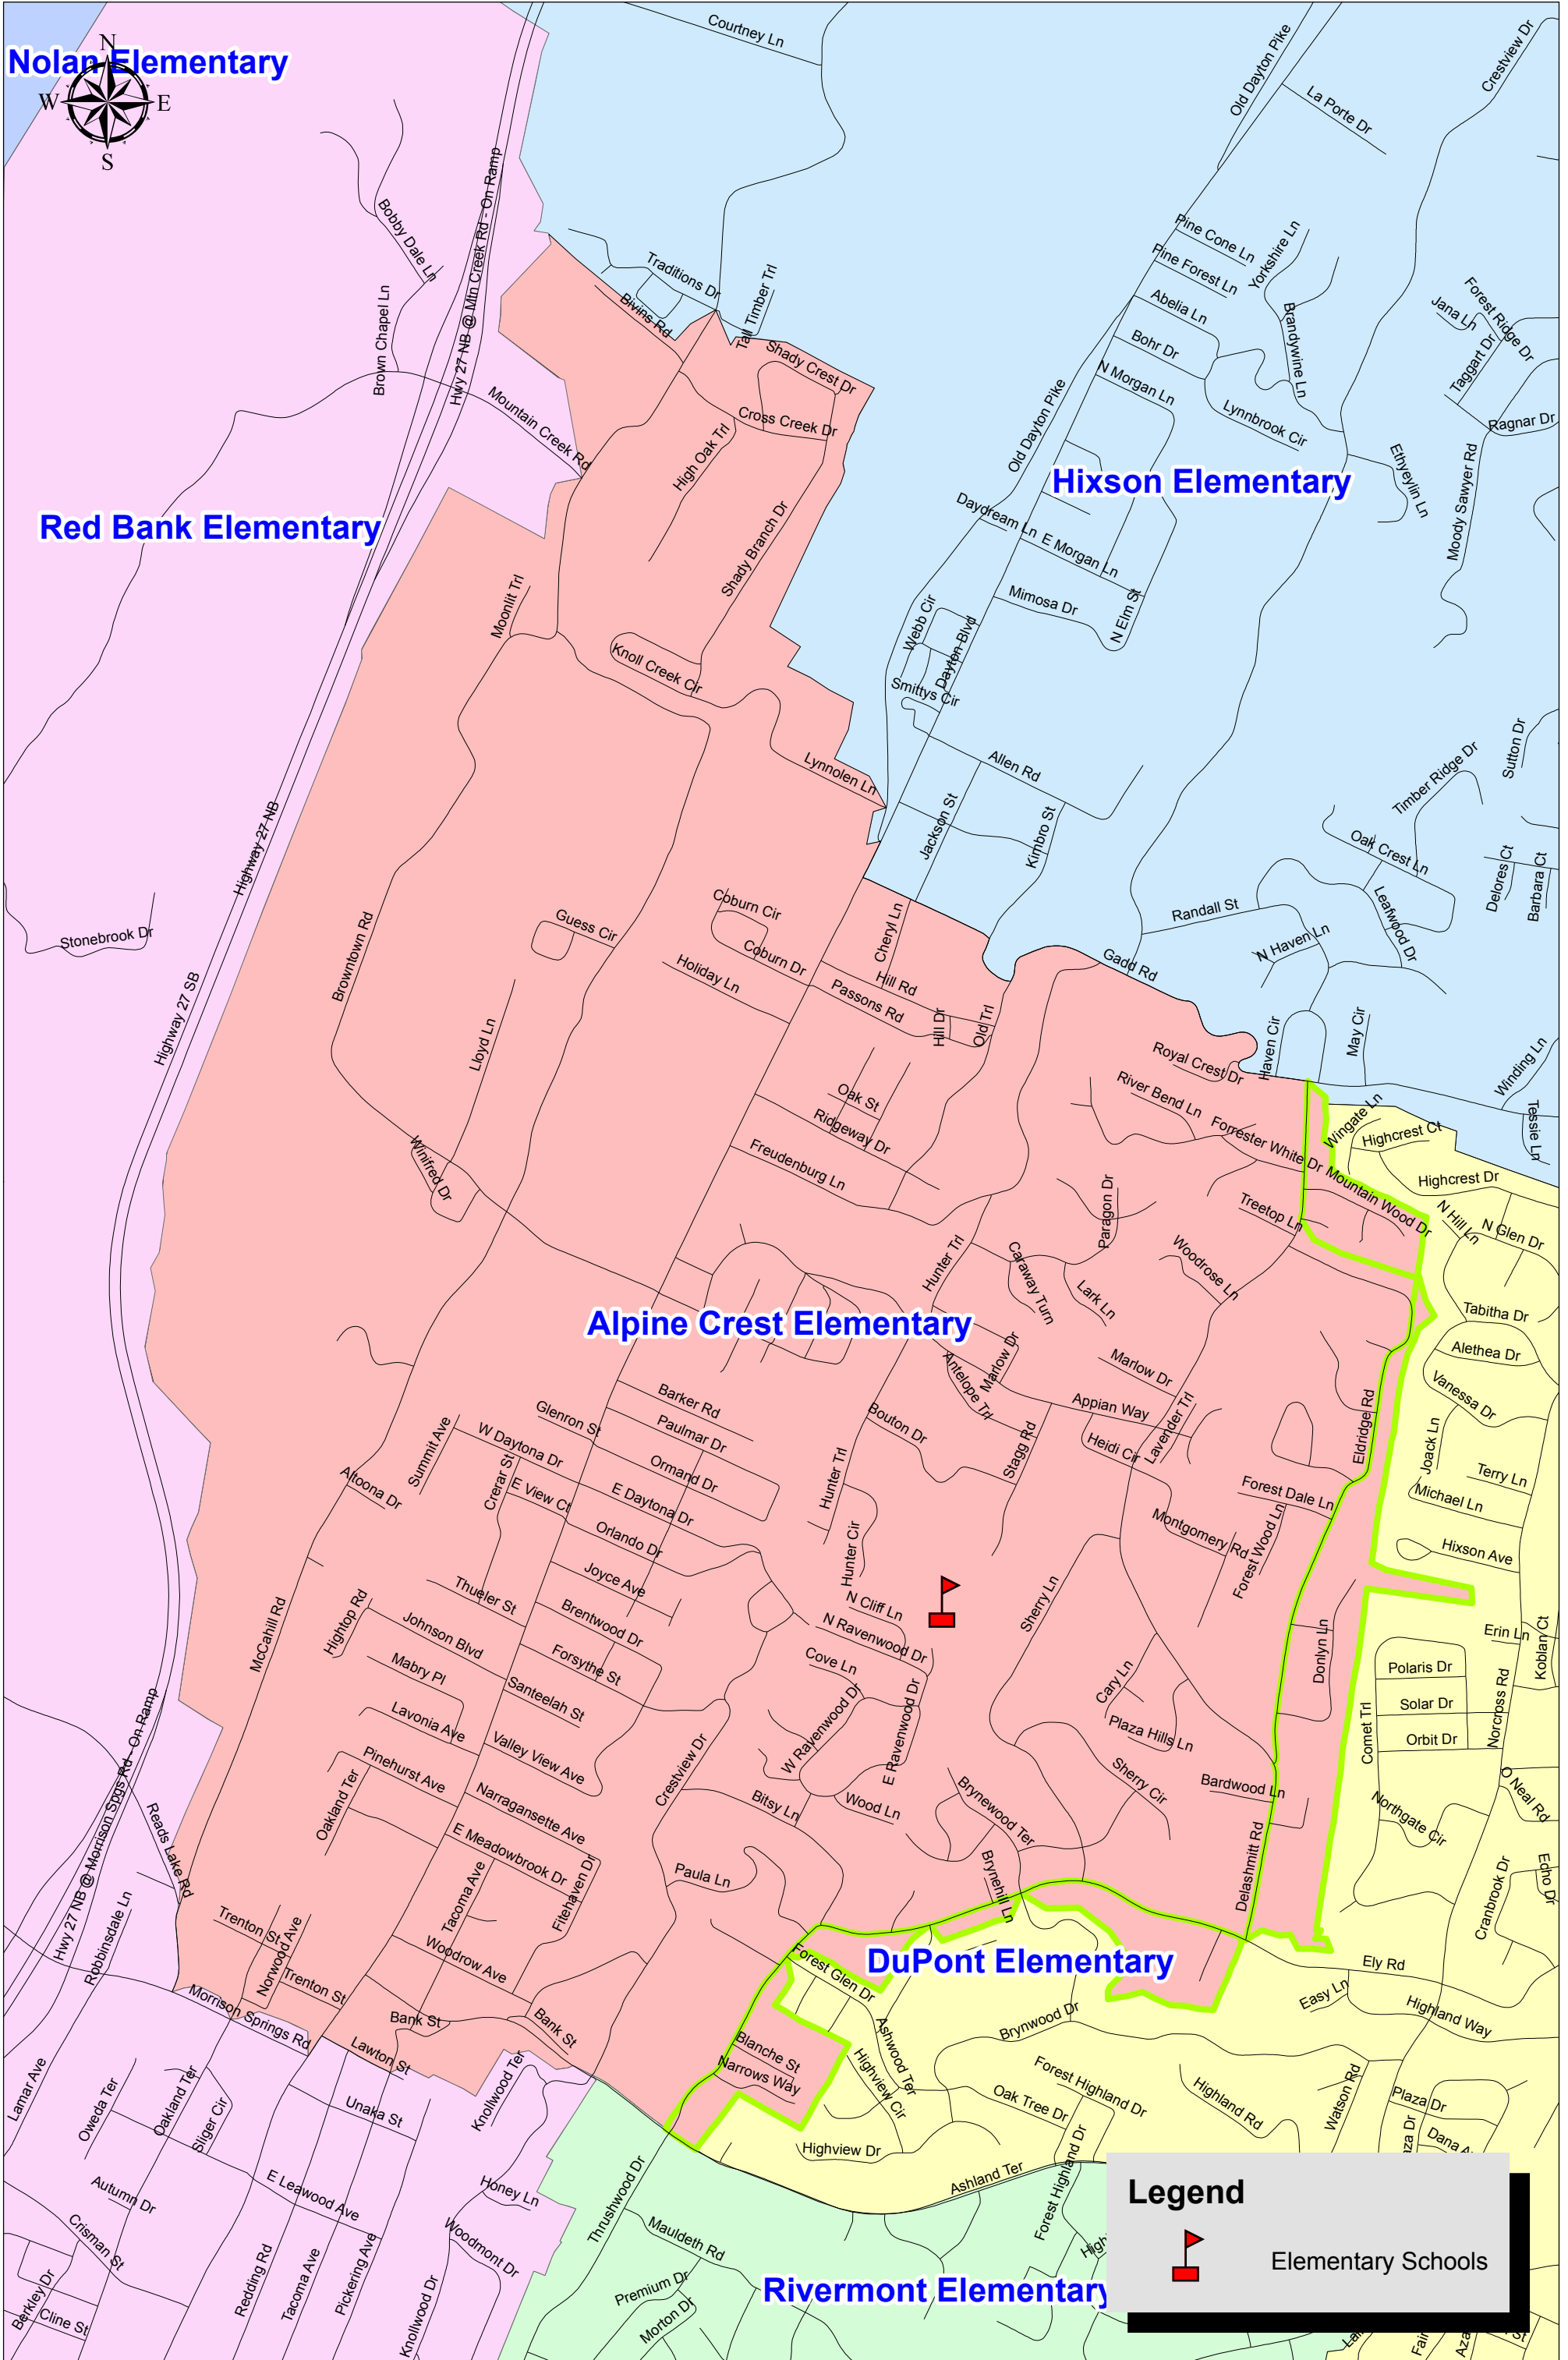 Courtney Ln
Old Dayton Pike
Crestview Dr
N
Nolan Elementary
W
E
S
La Porte Dr
Hwy 27 NB @ Mtn Creek Rd - On Ramp
Bobby Dale Ln
Pine Cone Ln
Yorkshire Ln
Pine Forest Ln
Traditions Dr
Tall Timber Trl
Bivins Rd
Brown Chapel Ln
Abelia Ln
Brandywine Ln
Jana Ln
Forest Ridge Dr
Bohr Dr
Taggart Dr
Shady Crest Dr
N Morgan Ln
Mountain Creek Rd
Cross Creek Dr
High Oak Trl
Old Dayton Pike
Lynnbrook Cir
Ragnar Dr
Hixson Elementary
Ethyeylin Ln
Moody Sawyer Rd
Red Bank Elementary
Daydream Ln
E Morgan Ln
Shady Branch Dr
Moonlit Trl
Mimosa Dr
N Elm St
Webb Cir
Dayton Blvd
Knoll Creek Cir
Smittys Cir
Lynnolen Ln
Allen Rd
Sutton Dr
Timber Ridge Dr
Highway 27 NB
Jackson St
Kimbro St
Oak Crest Ln
Delores Ct
Barbara Ct
Stonebrook Dr
Browntown Rd
Guess Cir
Coburn Cir
Cheryl Ln
Randall St
Leafwood Dr
N Haven Ln
Coburn Dr
Holiday Ln
Hill Rd
Passons Rd
Gadd Rd
Hill Dr
Old Trl
Highway 27 SB
Lloyd Ln
Haven Cir
May Cir
Royal Crest Dr
Winding Ln
Oak St
River Bend Ln
Ridgeway Dr
Forrester White Dr
Wingate Ln
Highcrest Ct
Tessie Ln
Winifred Dr
Freudenburg Ln
Mountain Wood Dr
Highcrest Dr
Paragon Dr
Treetop Ln
N Hill Ln
N Glen Dr
Hunter Trl
Caraway Turn
Woodrose Ln
Lark Ln
Tabitha Dr
Alpine Crest Elementary
Marlow Dr
Marlow Dr
Antelope Trl
Alethea Dr
Vanessa Dr
Barker Rd
Appian Way
Lavender Trl
Eldridge Rd
Glenron St
Paulmar Dr
Bouton Dr
Stagg Rd
Heidi Cir
Joack Ln
Summit Ave
W Daytona Dr
Ormand Dr
Hunter Trl
Terry Ln
Altoona Dr
Crerar St
E View Ct
E Daytona Dr
Forest Dale Ln
Michael Ln
Orlando Dr
Montgomery Rd
Forest Wood Ln
Hixson Ave
Joyce Ave
Hunter Cir
Thueler St
Hightop Rd
McCahill Rd
Brentwood Dr
N Cliff Ln
N Ravenwood Dr
Sherry Ln
Donlyn Ln
Erin Ln
Koblan Ct
Johnson Blvd
Forsythe St
Mabry Pl
Cove Ln
Polaris Dr
Santeelah St
W Ravenwood Dr
E Ravenwood Dr
Cary Ln
Solar Dr
Norcross Rd
Lavonia Ave
Comet Trl
Orbit Dr
Valley View Ave
Plaza Hills Ln
Pinehurst Ave
Crestview Dr
Sherry Cir
Bardwood Ln
O Neal Rd
Oakland Ter
Narragansette Ave
Bitsy Ln
Wood Ln
Brynewood Ter
Northgate Cir
Hwy 27 NB @ Morrison Spgs Rd - On Ramp
Reads Lake Rd
E Meadowbrook Dr
Paula Ln
Brynehill Ln
Delashmitt Rd
Echo Dr
Robbinsdale Ln
Tacoma Ave
Fitehaven Dr
Cranbrook Dr
Trenton St
Norwood Ave
Woodrow Ave
Forest Glen Dr
DuPont Elementary
Ely Rd
Trenton St
Easy Ln
Morrison Springs Rd
Bank St
Bank St
Ashwood Ter
Brynwood Dr
Highland Way
Lawton St
Blanche St
Narrows Way
Highview Cir
Forest Highland Dr
Highland Rd
Watson Rd
Lamar Ave
Oweda Ter
Oakland Ter
Sliger Cir
Unaka St
Knollwood Ter
Oak Tree Dr
Plaza Dr
Highview Dr
Autumn Dr
E Leawood Ave
Honey Ln
Thrushwood Dr
Ashland Ter
Forest Highland Dr
Legend
Crisman St
Woodmont Dr
Mauldeth Rd
Elementary Schools
Berkley Dr
Redding Rd
Tacoma Ave
Pickering Ave
Knollwood Dr
Premium Dr
Rivermont Elementary
Cline St
Morton Dr